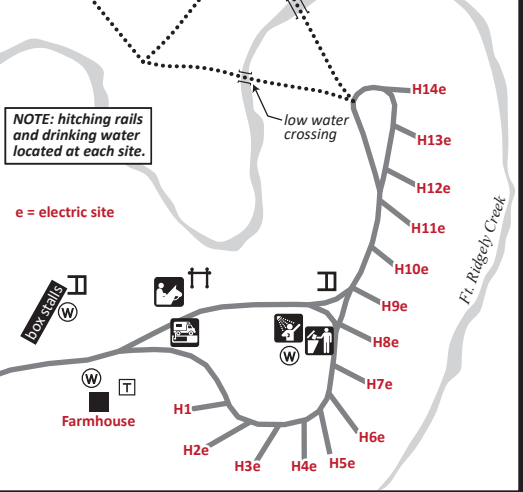 H14e
NOTE: hitching rails
and drinking water
located at each site.
low water
crossing
H13e
H12e
e = electric site
H11e
Ft. Ridgely Creek
H10e
box stalls
W
H9e
H8e
W
W
T
H7e
Farmhouse
H1
H6e
H2e
H3e
H4e
H5e